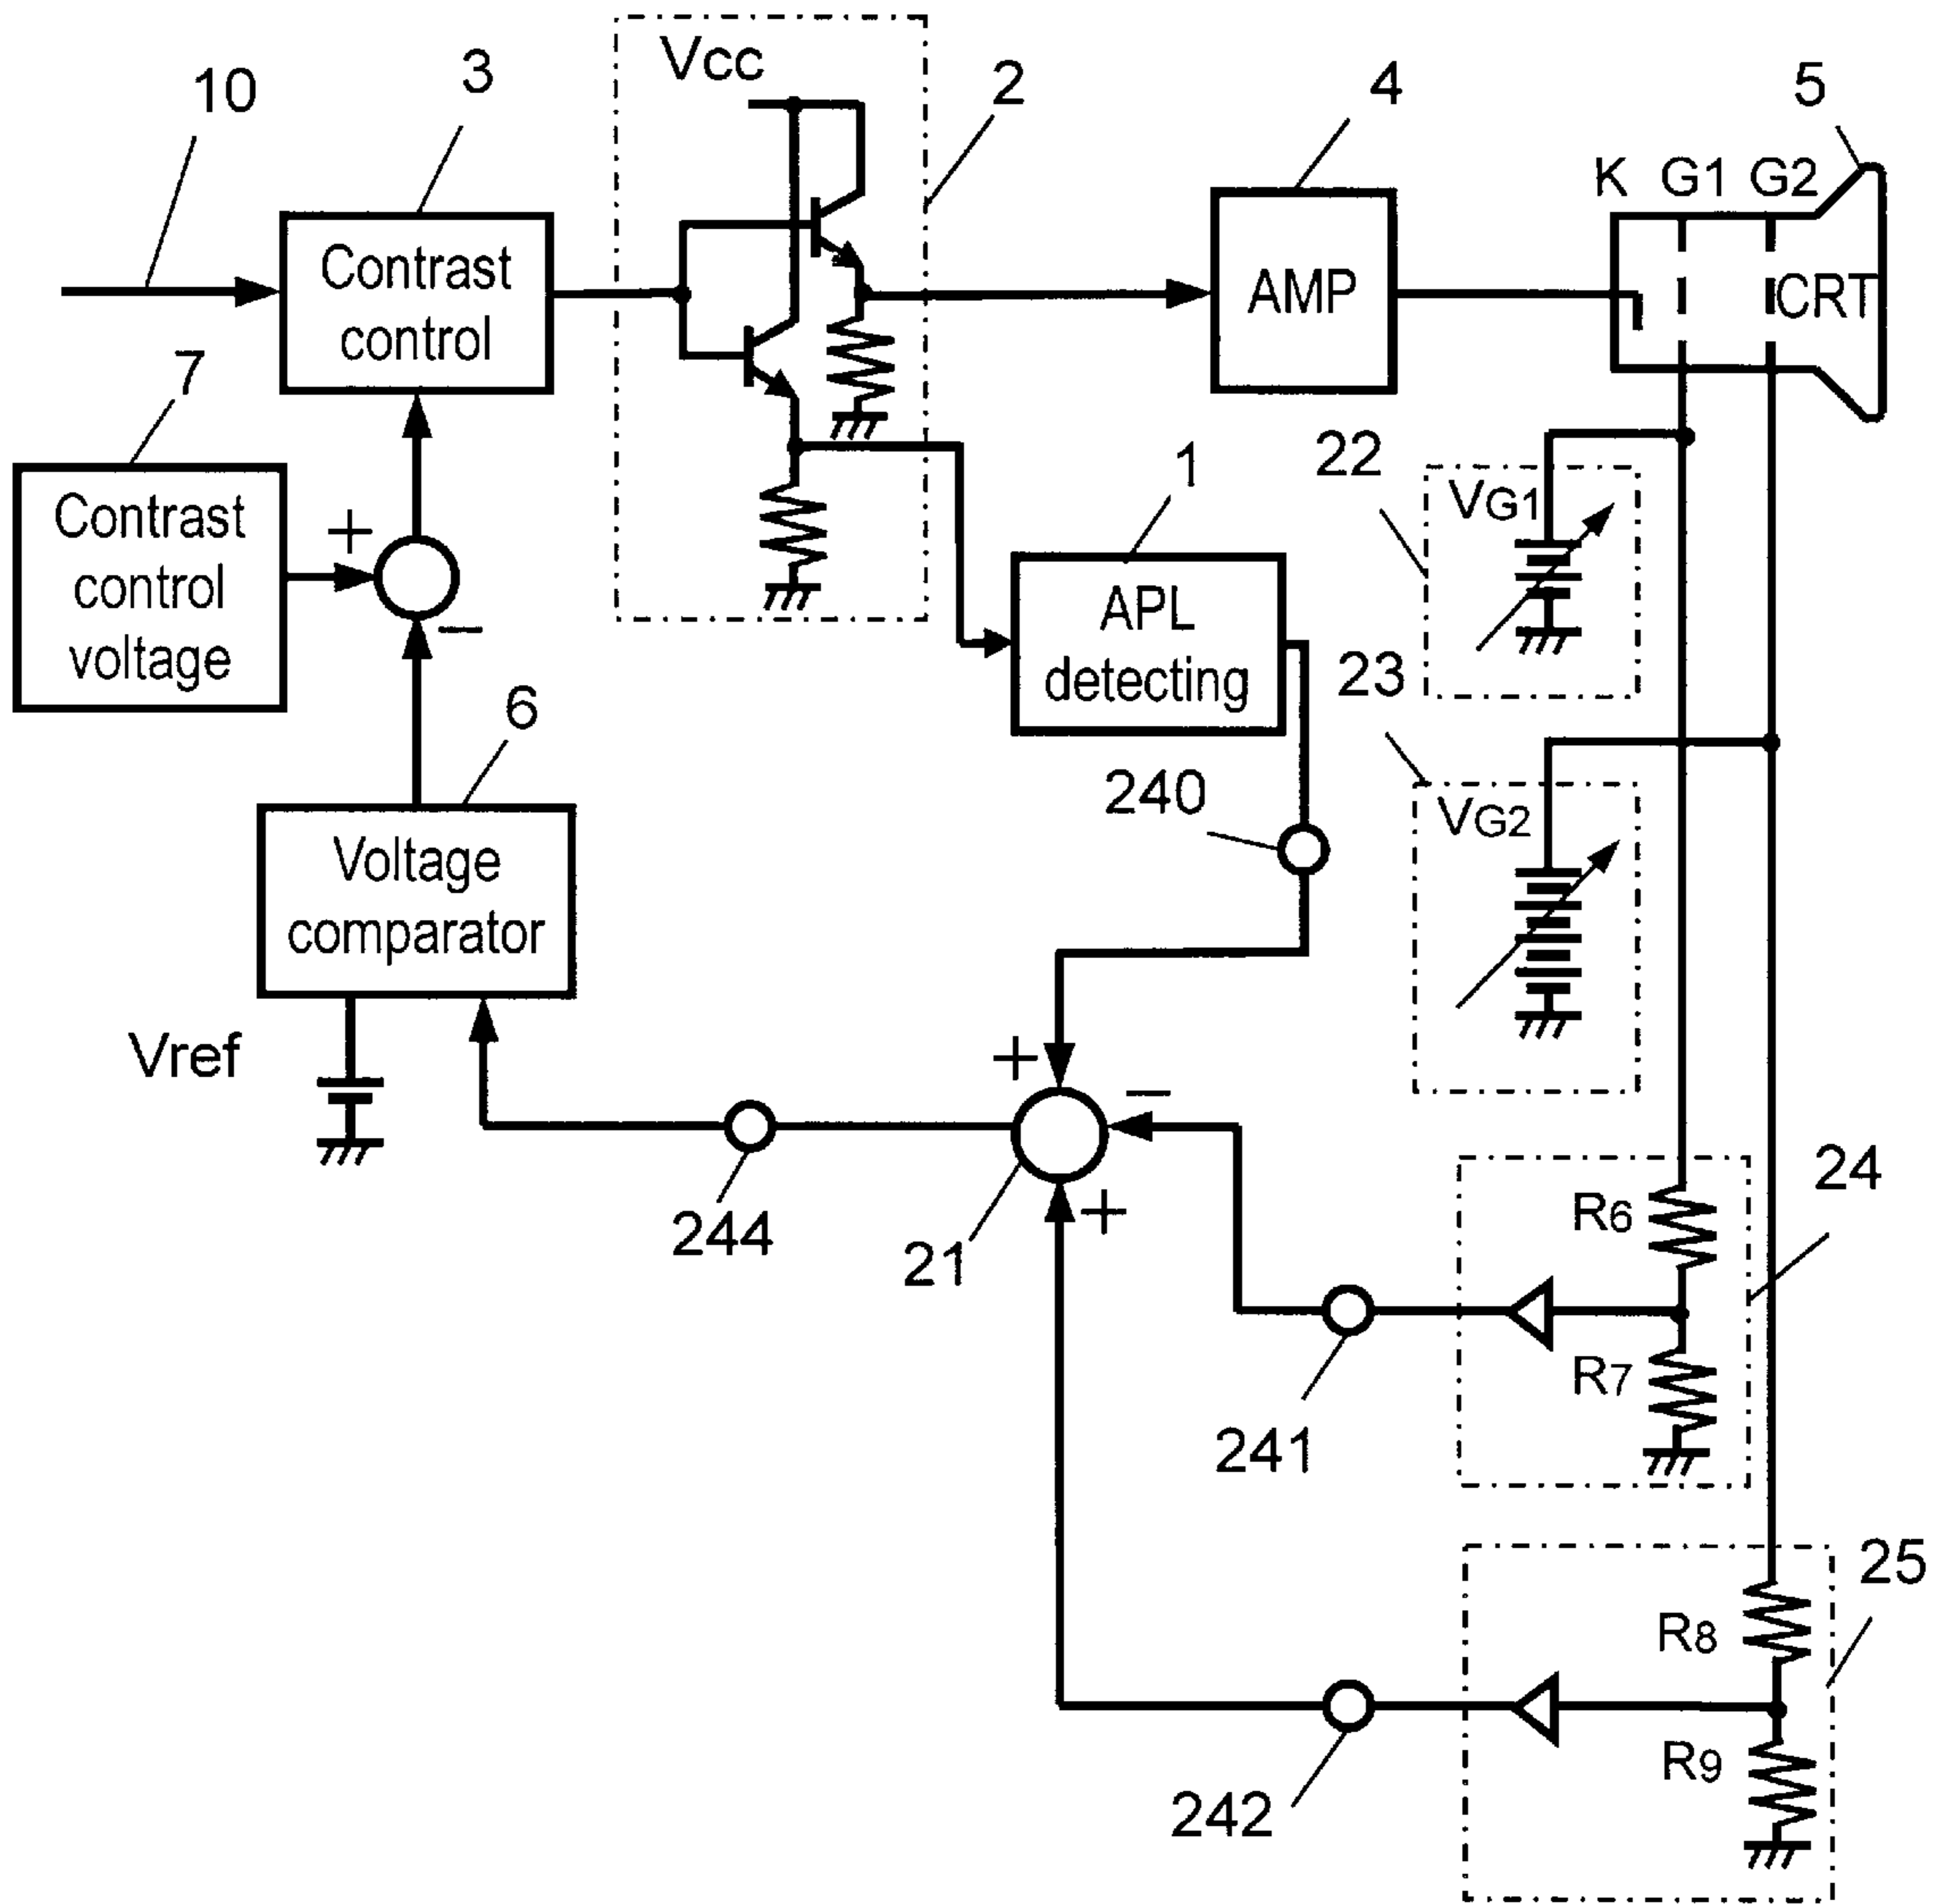 10
3
Vcc
2
4
5
K G1 G2
Contrast
control
AMP
CRT
7
Contrast
control
voltage
+
−
22
VG1
1
APL
detecting
23
VG2
6
240
Voltage
comparator
Vref
+
−
+
244
21
24
R6
R7
241
25
R8
R9
242